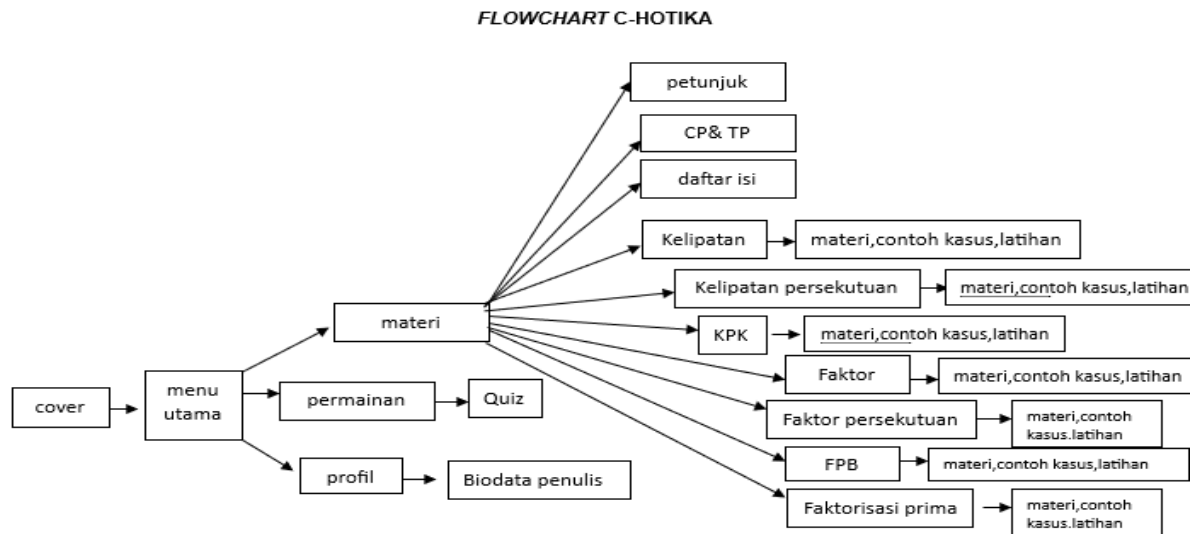 FLOWCHART C-HOTIKA
petunjuk
CP& TP
daftar isi
Kelipatan
materi,contoh kasus,latihan
Kelipatan persekutuan
materi,contoh kasus,latihan
materi
KPK
materi,contoh kasus,latihan
Faktor
materi,contoh kasus,latihan
cover
menu
utama
permainan
Quiz
Faktor persekutuan
materi,contoh
kasus.latihan
profil
Biodata penulis
FPB
materi,contoh kasus,latihan
Faktorisasi prima
materi,contoh
kasus.latihan